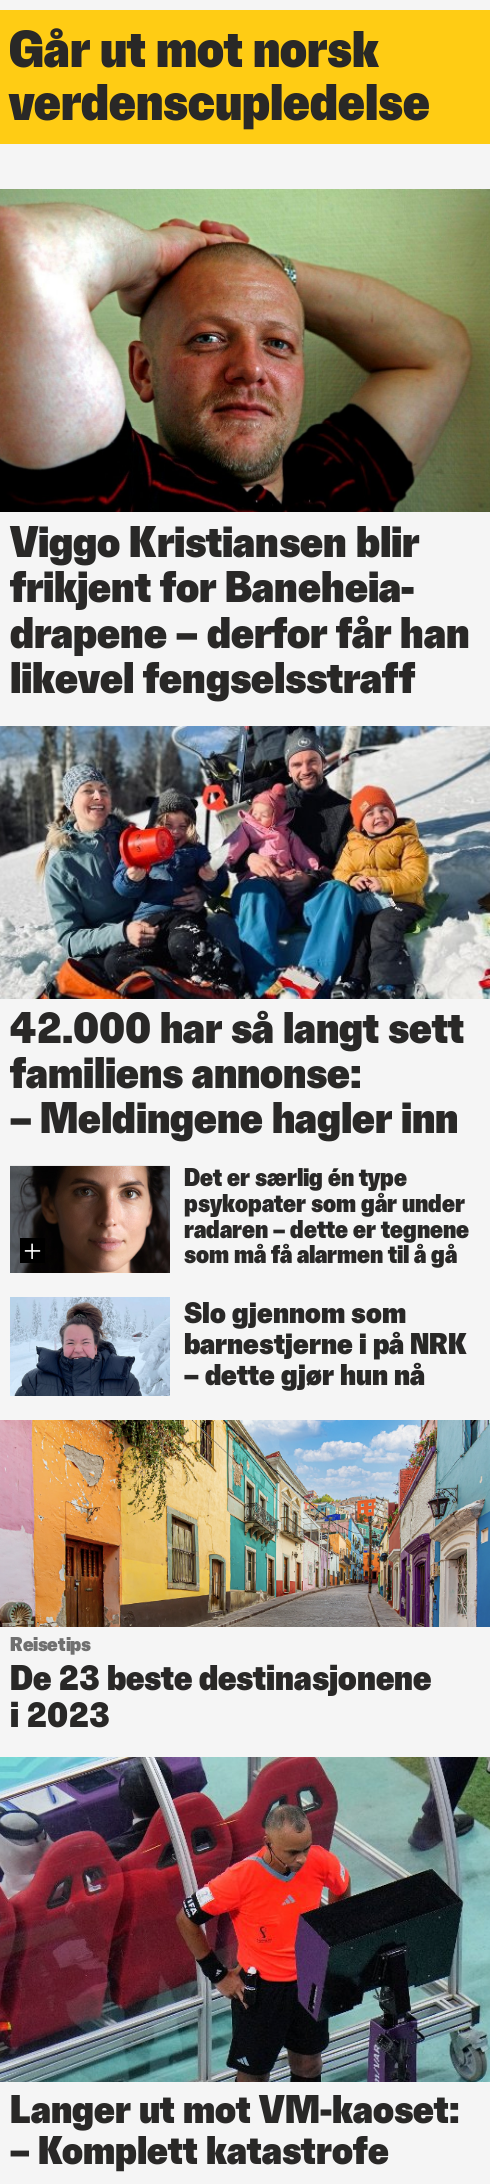 Går ut mot norsk
verdenscupledelse
Viggo Kristiansen blir
frikjent for Baneheia-
drapene – derfor får han
likevel fengselsstraff
42.000 har så langt sett
familiens annonse:
– Meldingene hagler inn
Det er særlig én type
psykopater som går under
radaren – dette er tegnene
som må få alarmen til å gå
Slo gjennom som
barnestjerne i på NRK
– dette gjør hun nå
Reisetips
De 23 beste destinasjonene
i 2023
FIFA
Langer ut mot VM-kaoset:
– Komplett katastrofe